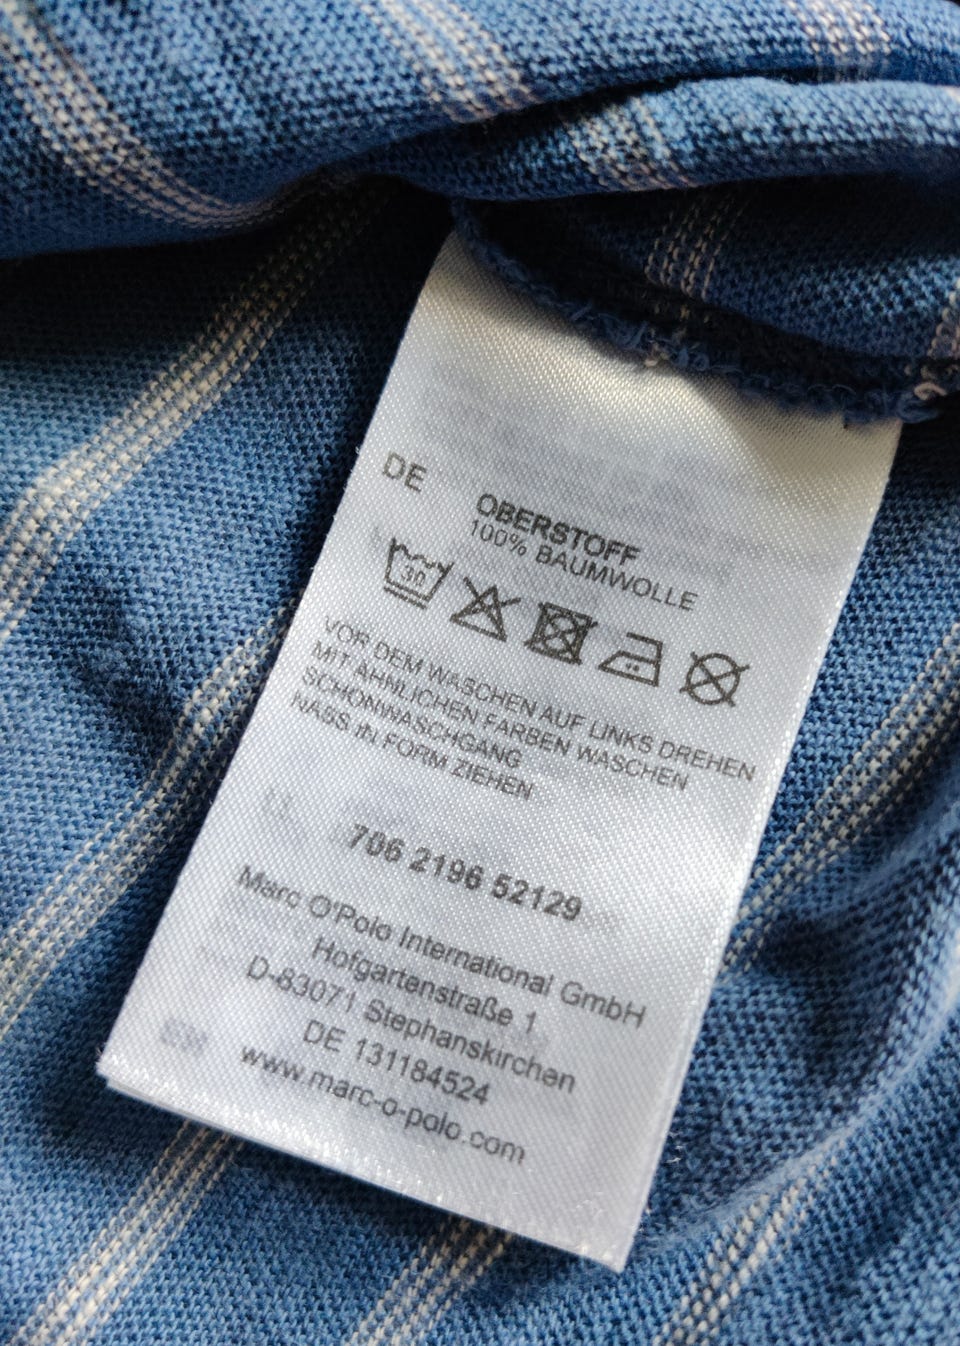 DE
OBERSTOFF
100% BAUMWOLLE
30
VOR DEM WASCHEN AUF LINKS DREHEN
MIT ÄHNLICHEN FARBEN WASCHEN
SCHONWASCHGANG
NASS IN FORM ZIEHEN
706 2196 52129
Marc O'Polo International GmbH
Hofgartenstraße 1
D-83071 Stephanskirchen
DE 131184524
www.marc-o-polo.com